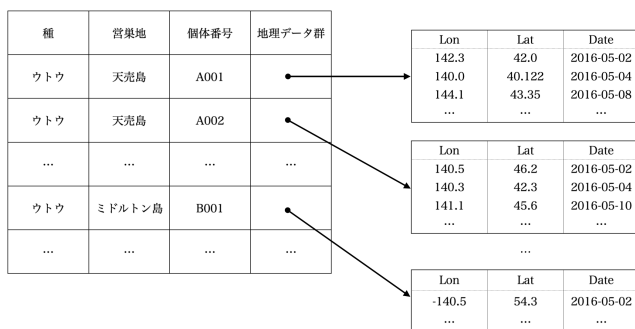 種 営巣地 個体番号 地理データ群
ウトウ 天売島 A001
ウトウ 天売島 A002
... ... ... ...
ウトウ ミドルトン島 B001
... ... ... ...
Lon Lat Date
142.3 42.0 2016-05-02
140.0 40.122 2016-05-04
144.1 43.35 2016-05-08
... ... ...
Lon Lat Date
140.5 46.2 2016-05-02
140.3 42.3 2016-05-04
141.1 45.6 2016-05-10
... ... ...
...
Lon Lat Date
-140.5 54.3 2016-05-02
... ... ...